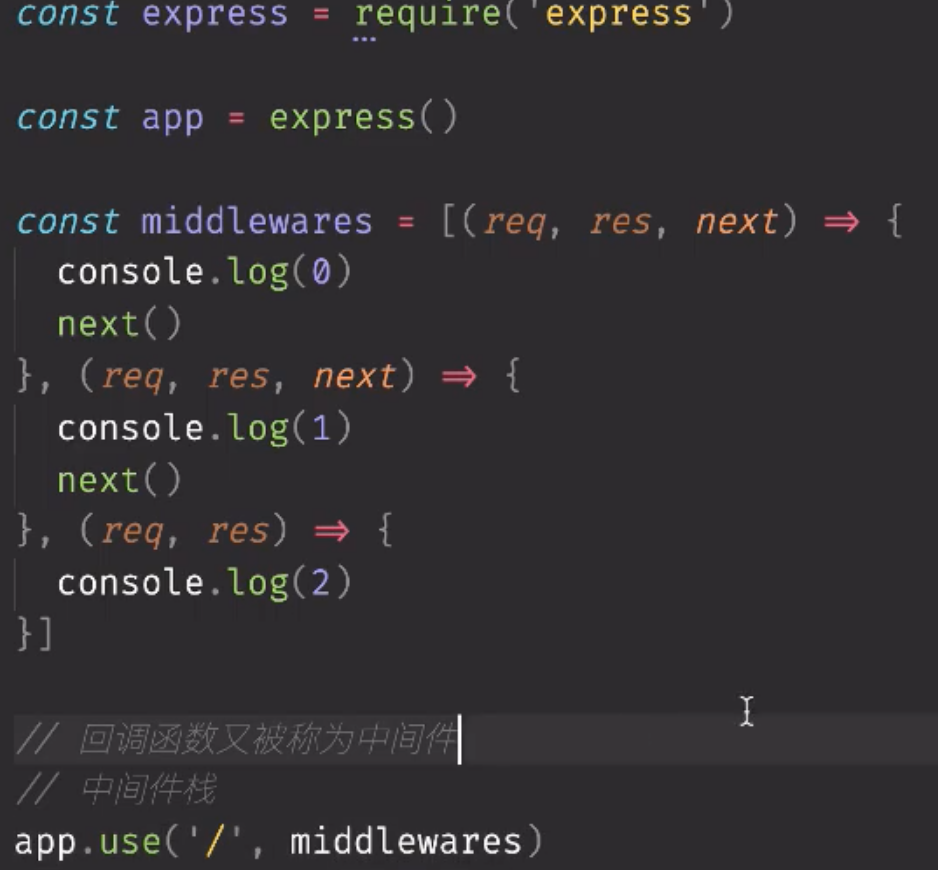 const express = require('express')
const app = express()
const middlewares = [(req, res, next) => {
  console.log(0)
  next()
}, (req, res, next) => {
  console.log(1)
  next()
}, (req, res) => {
  console.log(2)
}]
// 回调函数又被称为中间件
// 中间件栈
app.use('/', middlewares)